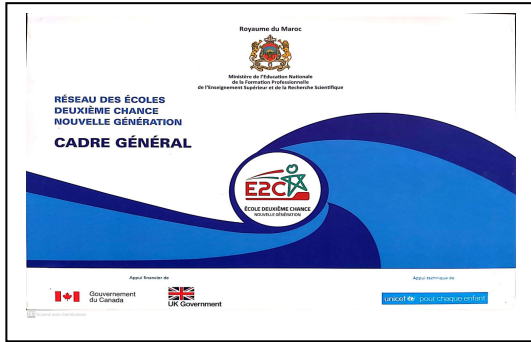 Royaume du Maroc
Ministère de l'Education Nationale
de la Formation Professionnelle
de l'Enseignement Supérieur et de la Recherche Scientifique
RÉSEAU DES ÉCOLES
DEUXIÈME CHANCE
NOUVELLE GÉNÉRATION
CADRE GÉNÉRAL
E2C
ÉCOLE DEUXIÈME CHANCE
NOUVELLE GÉNÉRATION
Appui financier de
Appui technique de
Gouvernement
du Canada
UK Government
unicef pour chaque enfant